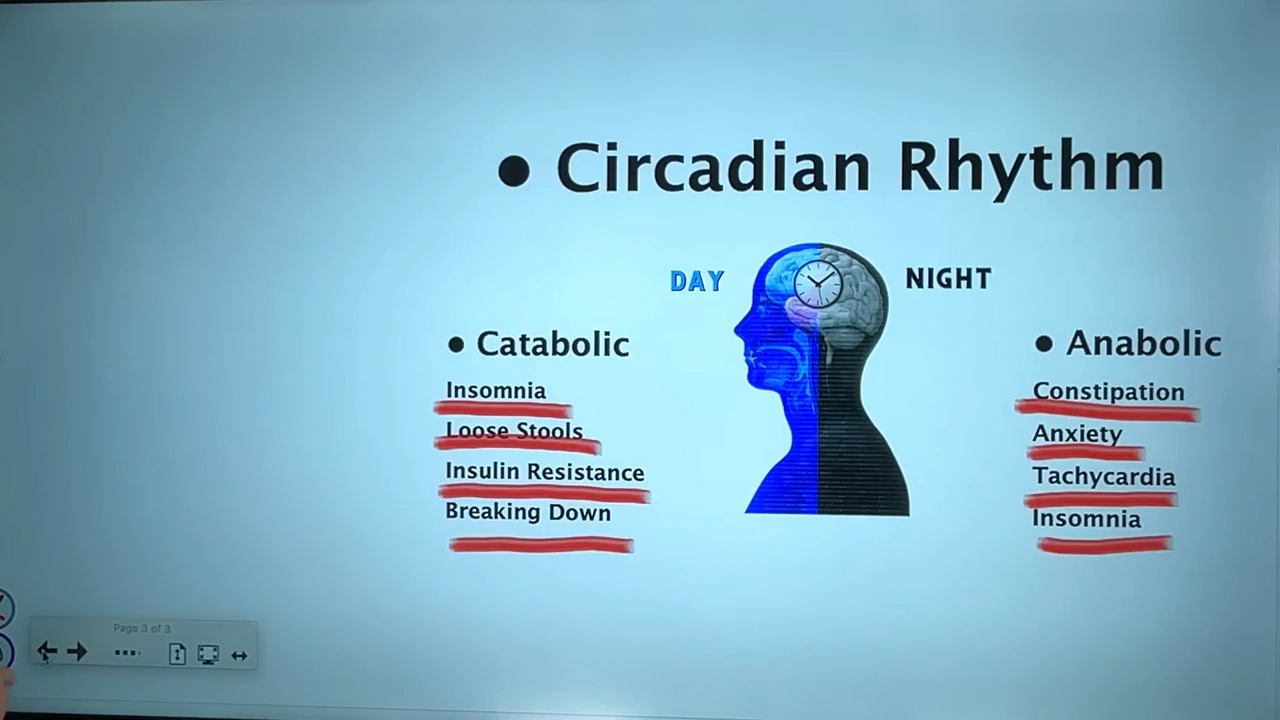 • Circadian Rhythm
DAY
NIGHT
• Catabolic
Insomnia
Loose Stools
Insulin Resistance
Breaking Down
• Anabolic
Constipation
Anxiety
Tachycardia
Insomnia
Page 3 of 3